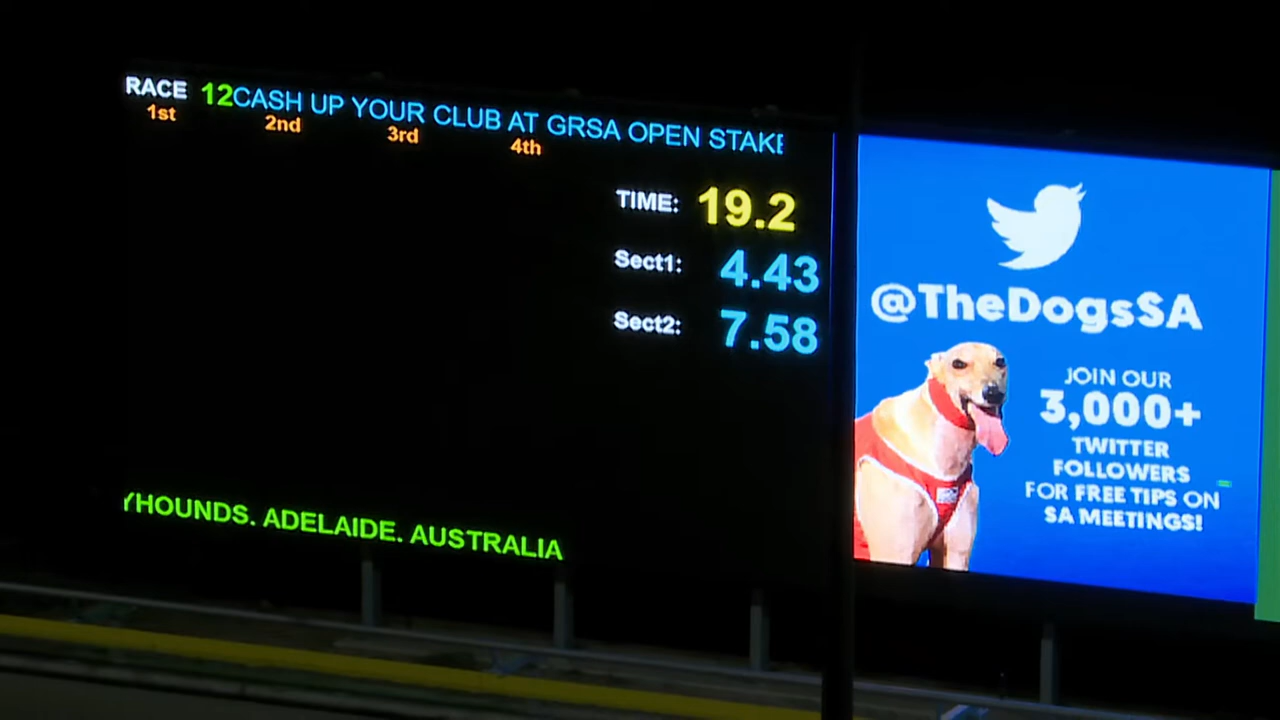 RACE 12CASH UP YOUR CLUB AT GRSA OPEN STAKE
1st 2nd 3rd 4th
TIME: 19.2
Sect1: 4.43
Sect2: 7.58
YHOUNDS. ADELAIDE. AUSTRALIA
@TheDogsSA
JOIN OUR
3,000+
TWITTER
FOLLOWERS
FOR FREE TIPS ON
SA MEETINGS!